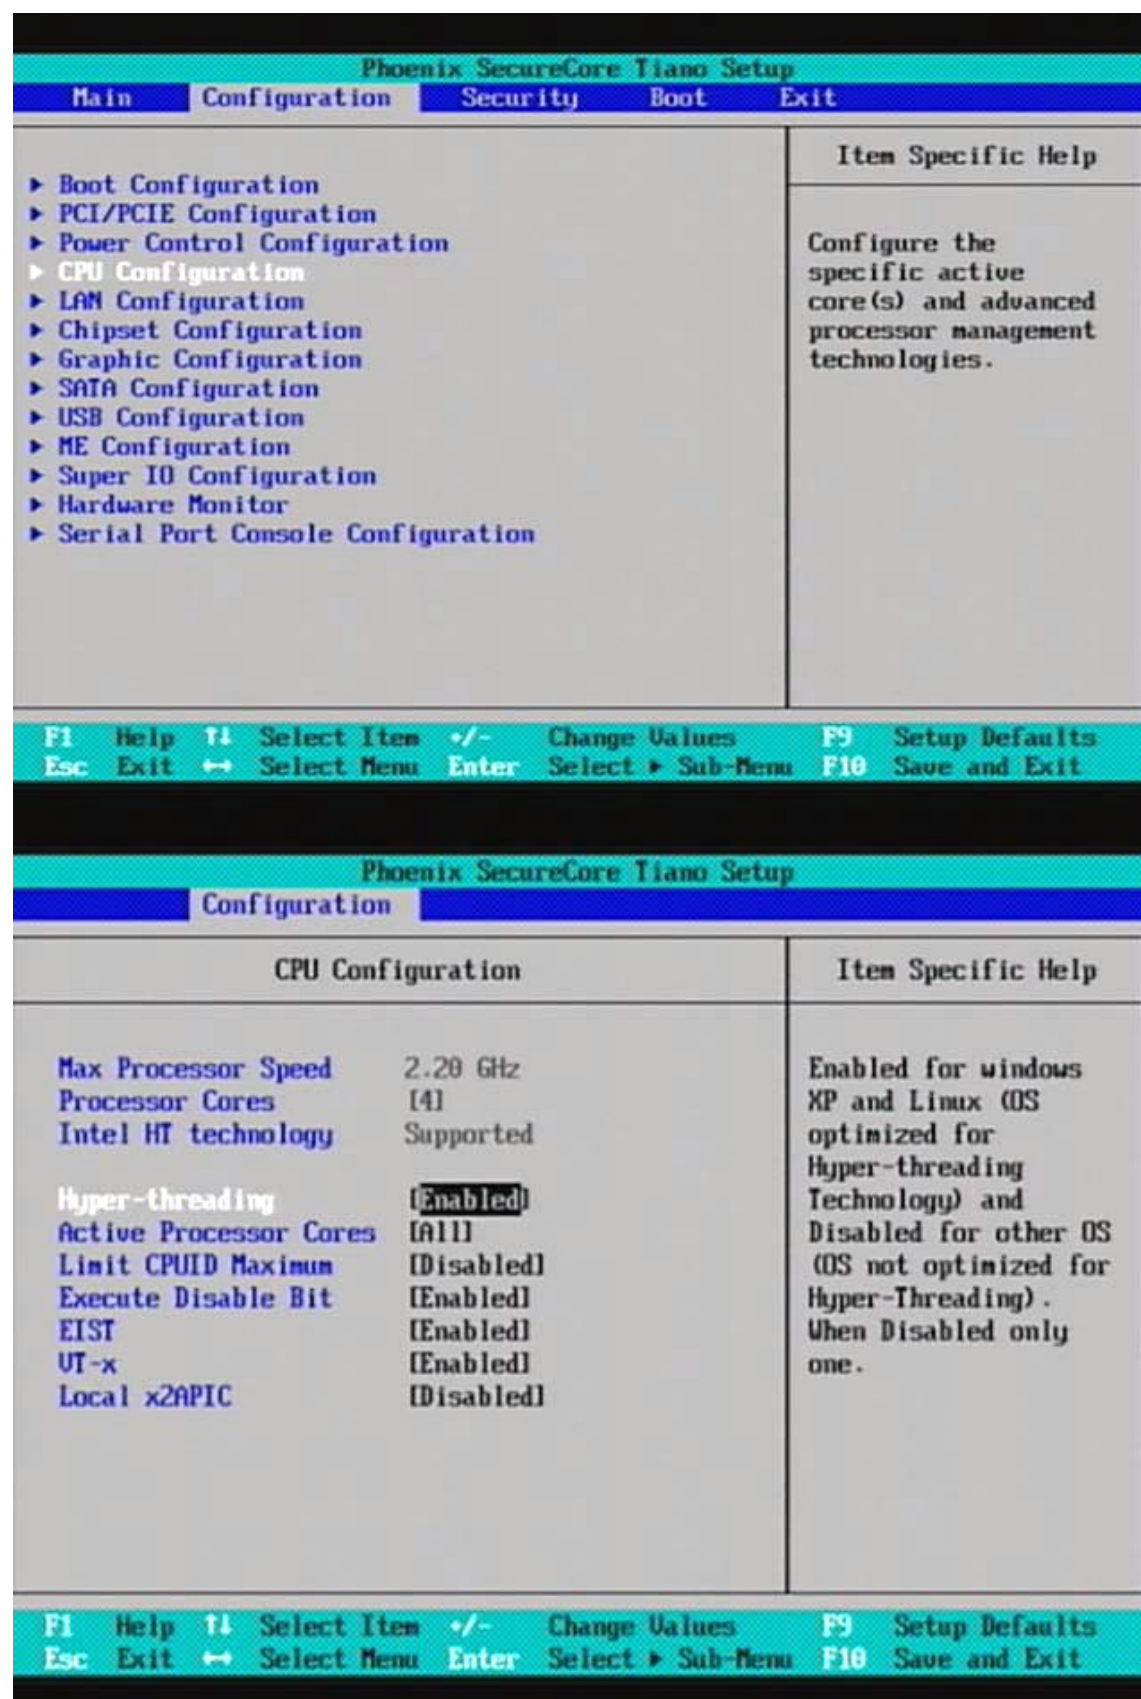 Phoenix SecureCore Tiano Setup
Main Configuration Security Boot Exit
Item Specific Help
▶ Boot Configuration
▶ PCI/PCIE Configuration
▶ Power Control Configuration
▶ CPU Configuration
▶ LAN Configuration
▶ Chipset Configuration
▶ Graphic Configuration
▶ SATA Configuration
▶ USB Configuration
▶ ME Configuration
▶ Super IO Configuration
▶ Hardware Monitor
▶ Serial Port Console Configuration
Configure the
specific active
core(s) and advanced
processor management
technologies.
F1 Help ↑↓ Select Item +/- Change Values F9 Setup Defaults
Esc Exit ↔ Select Menu Enter Select ▶ Sub-Menu F10 Save and Exit
Phoenix SecureCore Tiano Setup
Configuration
CPU Configuration
Item Specific Help
Max Processor Speed 2.20 GHz
Processor Cores [4]
Intel HT technology Supported
Hyper-threading [Enabled]
Active Processor Cores [All]
Limit CPUID Maximum [Disabled]
Execute Disable Bit [Enabled]
EIST [Enabled]
VT-x [Enabled]
Local x2APIC [Disabled]
Enabled for windows
XP and Linux (OS
optimized for
Hyper-threading
Technology) and
Disabled for other OS
(OS not optimized for
Hyper-Threading).
When Disabled only
one.
F1 Help ↑↓ Select Item +/- Change Values F9 Setup Defaults
Esc Exit ↔ Select Menu Enter Select ▶ Sub-Menu F10 Save and Exit